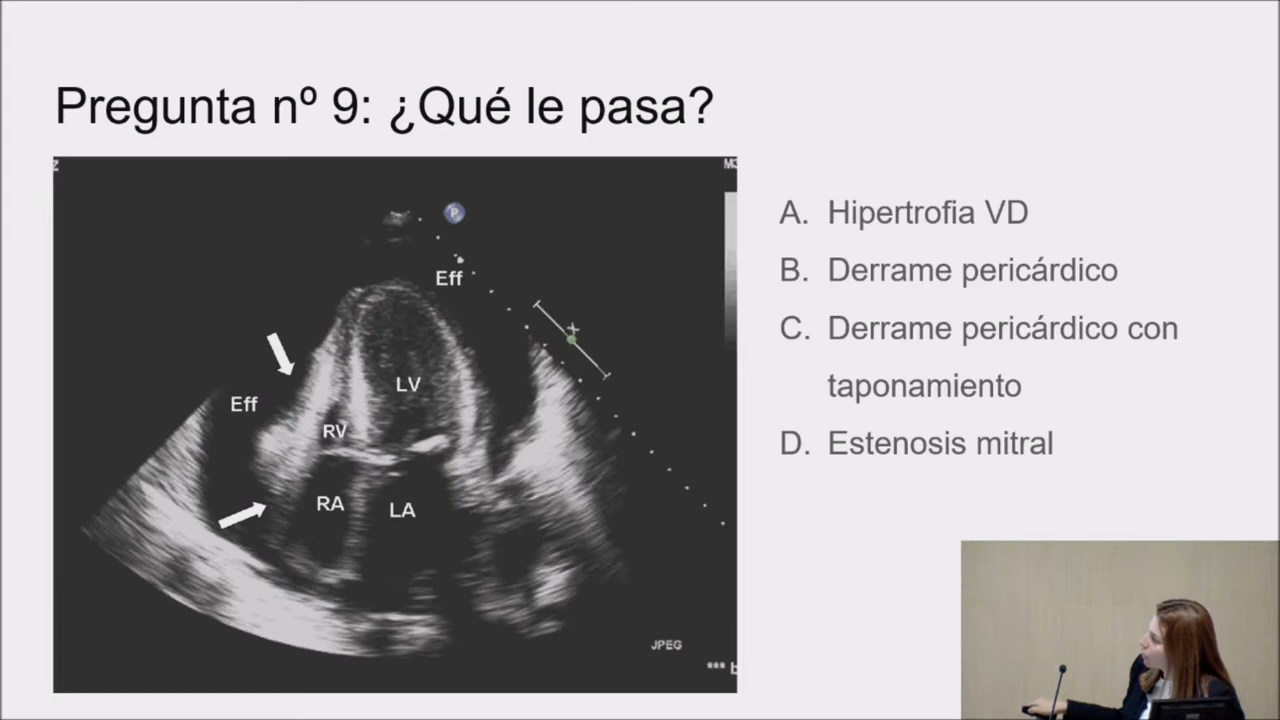 Pregunta nº 9: ¿Qué le pasa?
P
Eff
Eff
LV
RV
RA
LA
JPEG
A. Hipertrofia VD
B. Derrame pericárdico
C. Derrame pericárdico con
taponamiento
D. Estenosis mitral